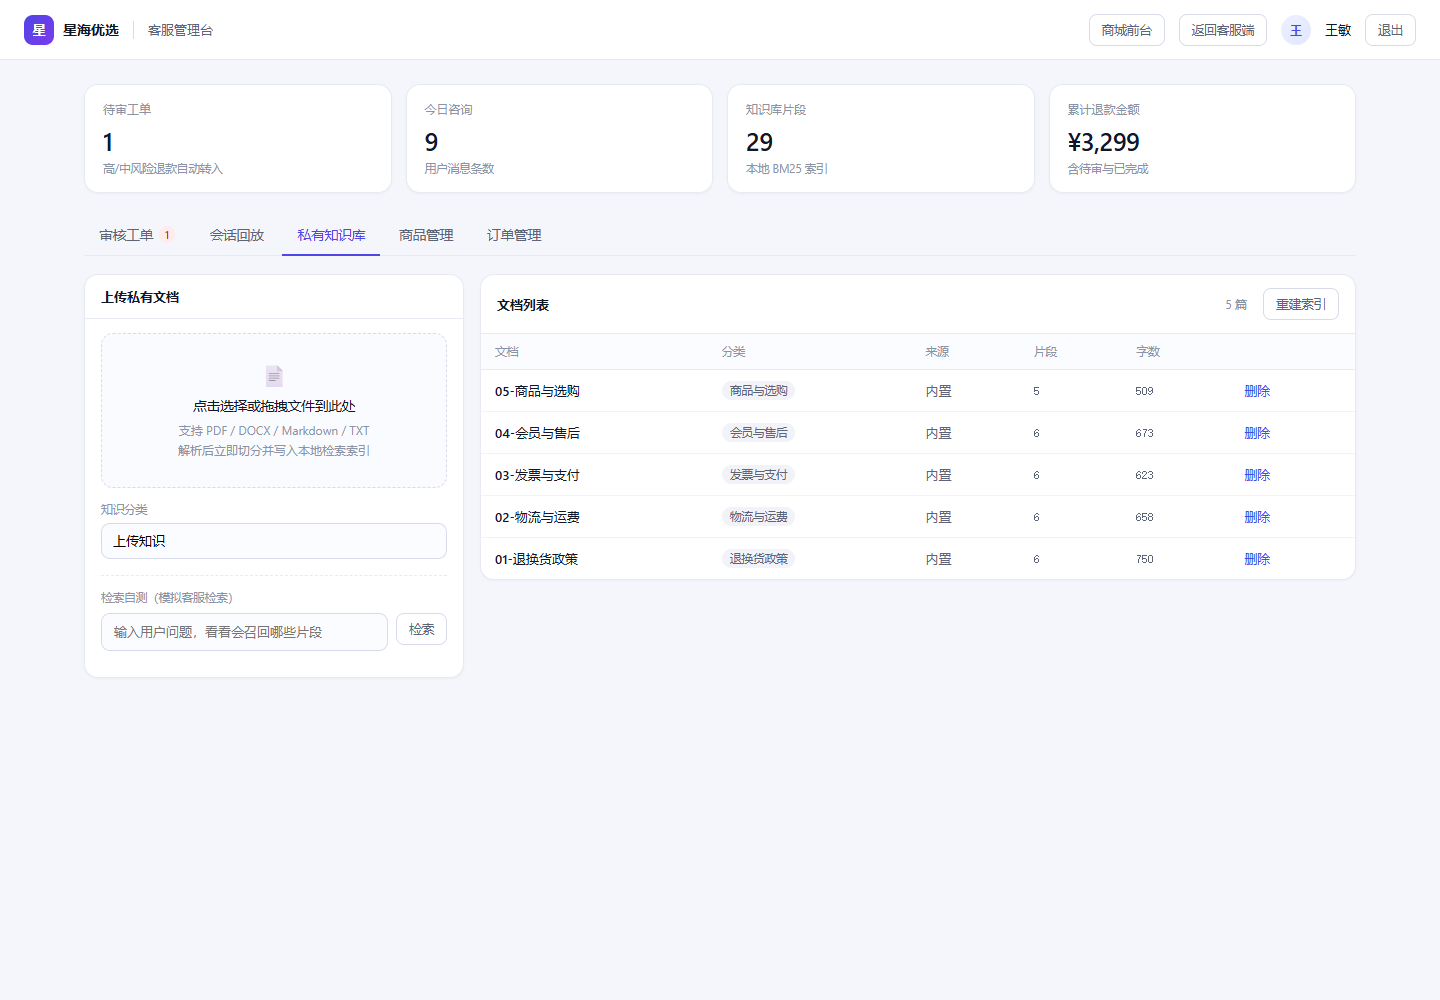 星 星海优选 客服管理台 商城前台 返回客服端 王 王敏 退出
待审工单
1
高/中风险退款自动转入
今日咨询
9
用户消息条数
知识库片段
29
本地 BM25 索引
累计退款金额
¥3,299
含待审与已完成
审核工单 1 会话回放 私有知识库 商品管理 订单管理
上传私有文档
点击选择或拖拽文件到此处
支持 PDF / DOCX / Markdown / TXT
解析后立即切分并写入本地检索索引
知识分类
上传知识
检索自测（模拟客服检索）
输入用户问题，看看会召回哪些片段 检索
文档列表 5 篇 重建索引
文档 分类 来源 片段 字数
05-商品与选购 商品与选购 内置 5 509 删除
04-会员与售后 会员与售后 内置 6 673 删除
03-发票与支付 发票与支付 内置 6 623 删除
02-物流与运费 物流与运费 内置 6 658 删除
01-退换货政策 退换货政策 内置 6 750 删除